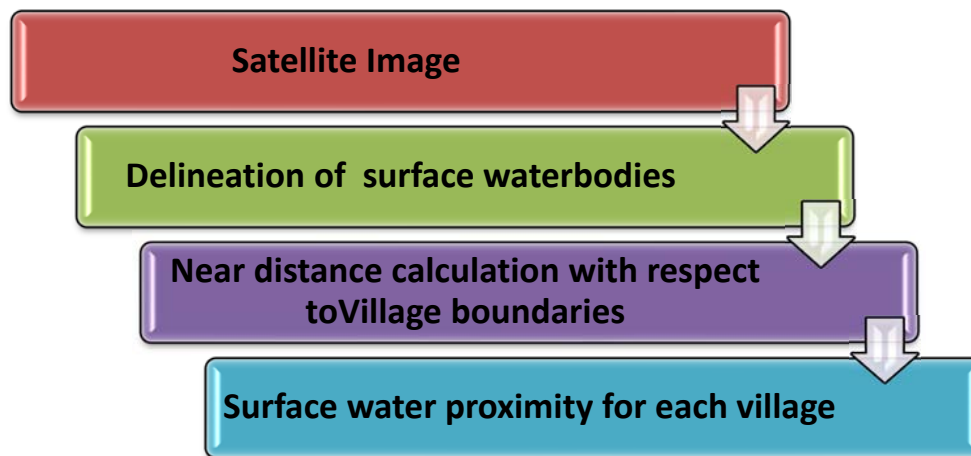 Satellite Image
Delineation of surface waterbodies
Near distance calculation with respect
toVillage boundaries
Surface water proximity for each village